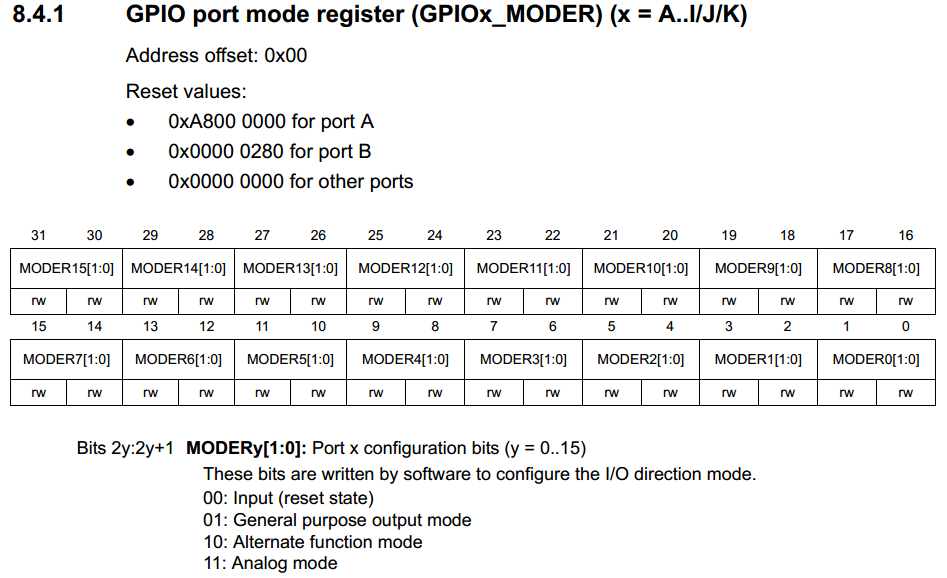 8.4.1 GPIO port mode register (GPIOx_MODER) (x = A..I/J/K)
Address offset: 0x00
Reset values:
• 0xA800 0000 for port A
• 0x0000 0280 for port B
• 0x0000 0000 for other ports
31 30 29 28 27 26 25 24 23 22 21 20 19 18 17 16
MODER15[1:0] MODER14[1:0] MODER13[1:0] MODER12[1:0] MODER11[1:0] MODER10[1:0] MODER9[1:0] MODER8[1:0]
rw rw rw rw rw rw rw rw rw rw rw rw rw rw rw rw
15 14 13 12 11 10 9 8 7 6 5 4 3 2 1 0
MODER7[1:0] MODER6[1:0] MODER5[1:0] MODER4[1:0] MODER3[1:0] MODER2[1:0] MODER1[1:0] MODER0[1:0]
rw rw rw rw rw rw rw rw rw rw rw rw rw rw rw rw
Bits 2y:2y+1 MODERy[1:0]: Port x configuration bits (y = 0..15)
These bits are written by software to configure the I/O direction mode.
00: Input (reset state)
01: General purpose output mode
10: Alternate function mode
11: Analog mode